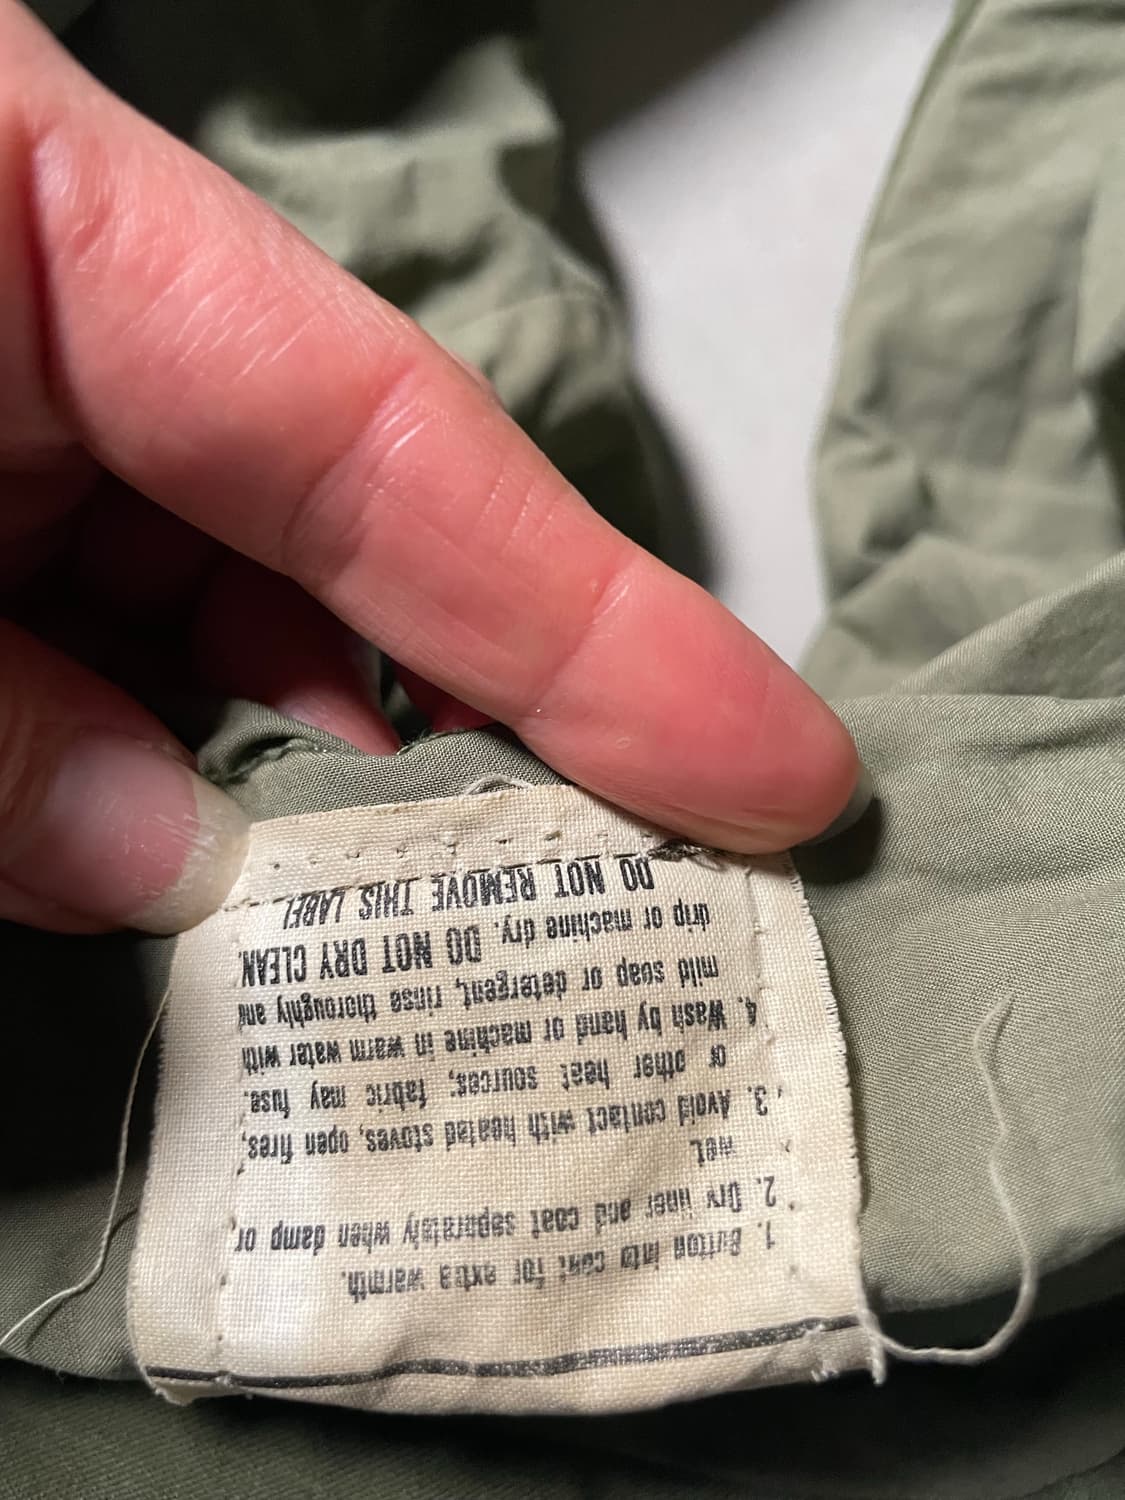 1. Button into coat for extra warmth.
2. Dry liner and coat separately when damp or
wet.
3. Avoid contact with heated stoves, open fires,
or other heat sources; fabric may fuse.
4. Wash by hand or machine in warm water with
mild soap or detergent, rinse thoroughly and
drip or machine dry. DO NOT DRY CLEAN.
DO NOT REMOVE THIS LABEL